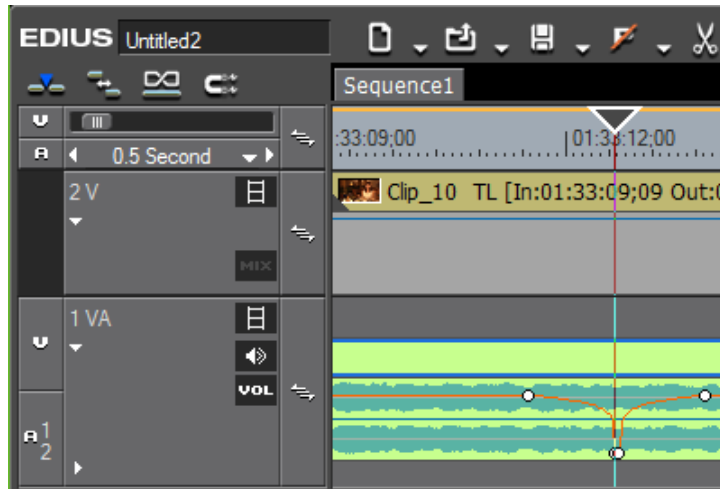 EDIUS Untitled2
Sequence1
V
A 0.5 Second
:33:09;00 01:33:12;00
2 V
Clip_10 TL [In:01:33:09;09 Out:
MIX
1 VA
V
VOL
A 1
2